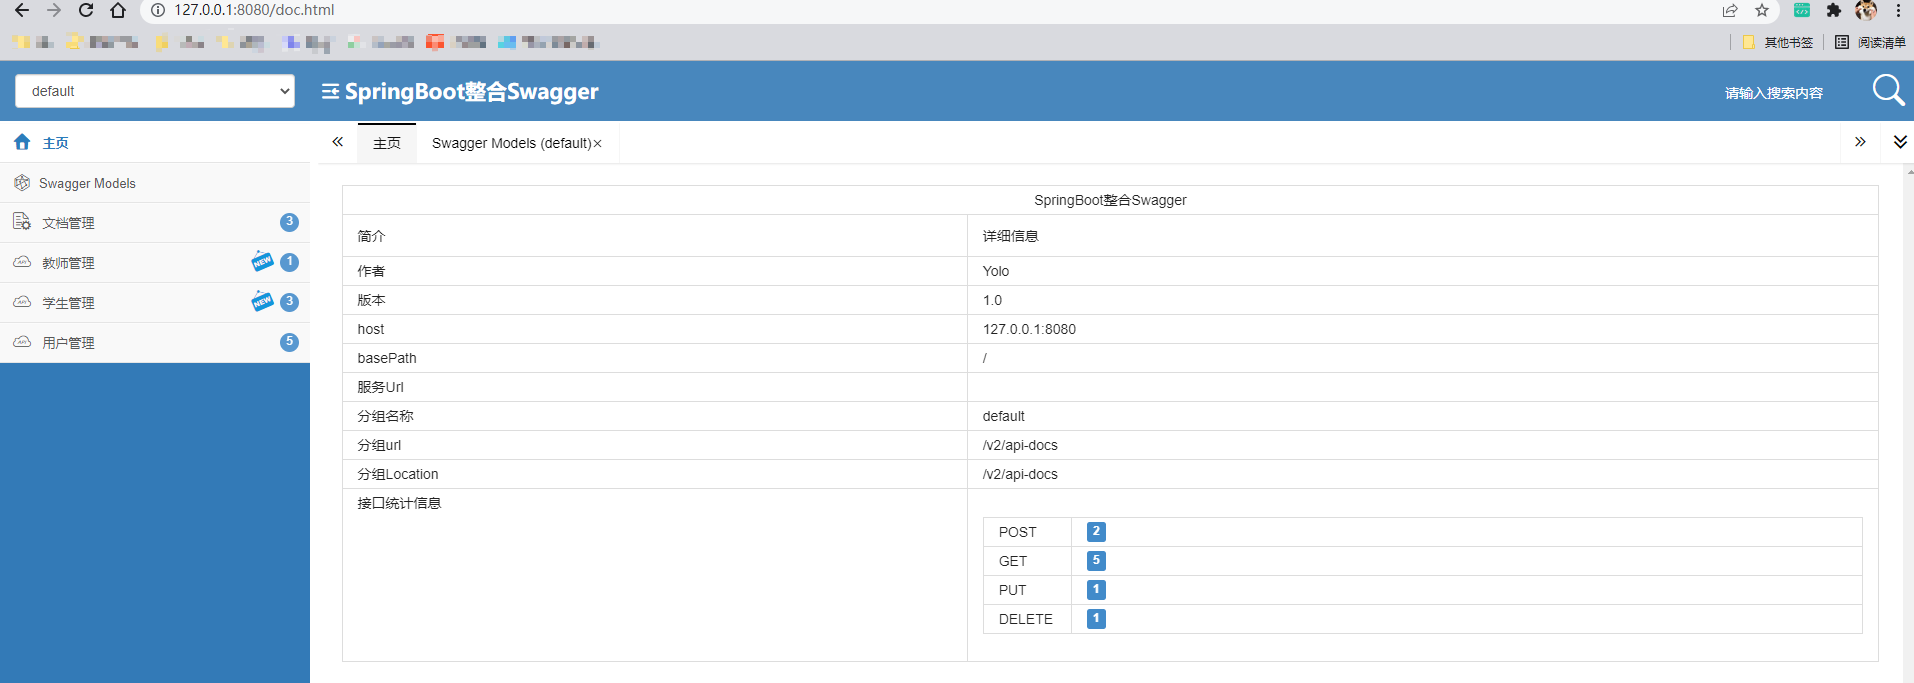 127.0.0.1:8080/doc.html
其他书签
阅读清单
default
SpringBoot整合Swagger
请输入搜索内容
主页
Swagger Models
文档管理 3
教师管理 NEW 1
学生管理 NEW 3
用户管理 5
主页
Swagger Models (default)×
SpringBoot整合Swagger
简介 详细信息
作者 Yolo
版本 1.0
host 127.0.0.1:8080
basePath /
服务Url
分组名称 default
分组url /v2/api-docs
分组Location /v2/api-docs
接口统计信息
POST 2
GET 5
PUT 1
DELETE 1